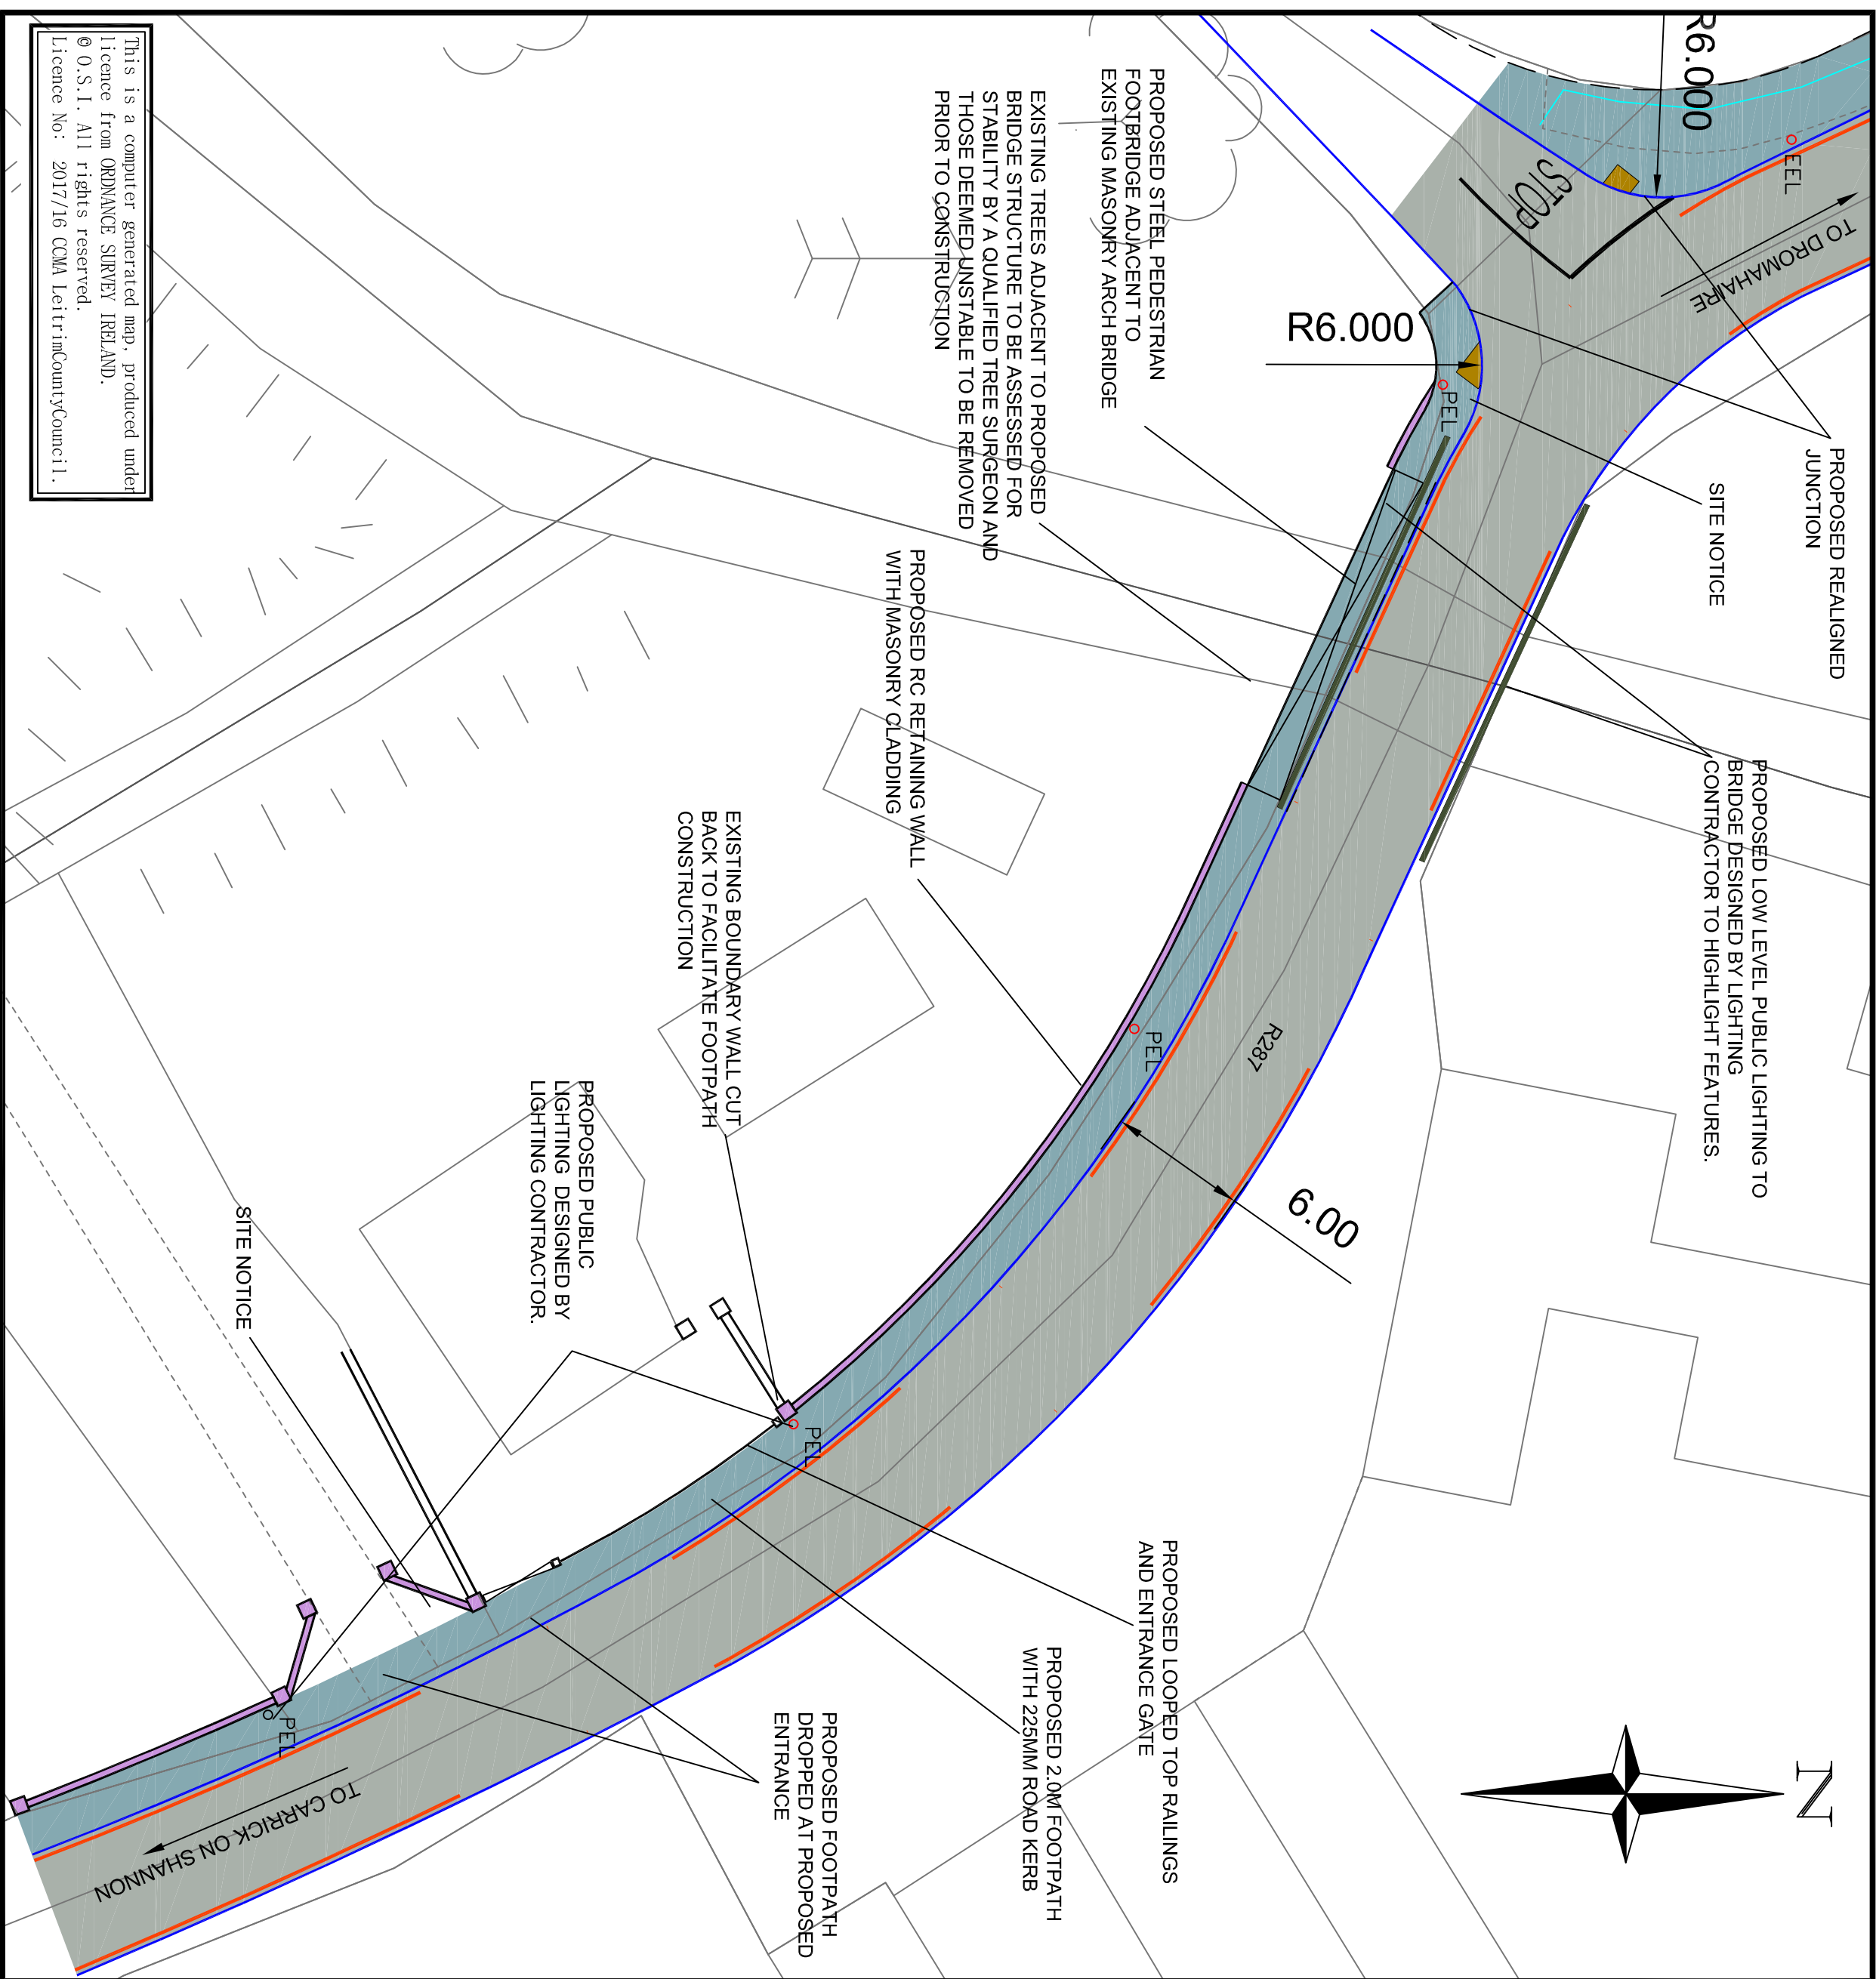 R6.000
STOP
EEL
TO DROMAHAIRE
PROPOSED REALIGNED
JUNCTION
SITE NOTICE
R6.000
PEL
PROPOSED STEEL PEDESTRIAN
FOOTBRIDGE ADJACENT TO
EXISTING MASONRY ARCH BRIDGE
EXISTING TREES ADJACENT TO PROPOSED
BRIDGE STRUCTURE TO BE ASSESSED FOR
STABILITY BY A QUALIFIED TREE SURGEON AND
THOSE DEEMED UNSTABLE TO BE REMOVED
PRIOR TO CONSTRUCTION
This is a computer generated map, produced under
licence from ORDNANCE SURVEY IRELAND.
© O.S.I. All rights reserved.
Licence No: 2017/16 CCMA LeitrimCountyCouncil.
PROPOSED LOW LEVEL PUBLIC LIGHTING TO
BRIDGE DESIGNED BY LIGHTING
CONTRACTOR TO HIGHLIGHT FEATURES.
PROPOSED RC RETAINING WALL
WITH MASONRY CLADDING
EXISTING BOUNDARY WALL CUT
BACK TO FACILITATE FOOTPATH
CONSTRUCTION
R287
PEL
6.00
PROPOSED PUBLIC
LIGHTING DESIGNED BY
LIGHTING CONTRACTOR.
SITE NOTICE
PEL
PROPOSED LOOPED TOP RAILINGS
AND ENTRANCE GATE
PROPOSED 2.0M FOOTPATH
WITH 225MM ROAD KERB
PROPOSED FOOTPATH
DROPPED AT PROPOSED
ENTRANCE
PEL
TO CARRICK ON SHANNON
N